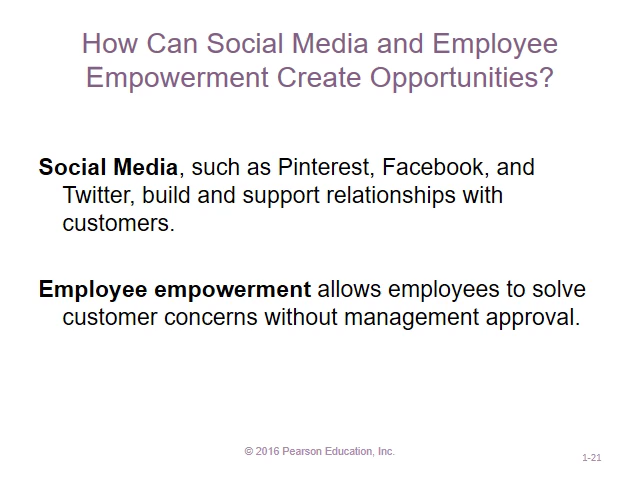 How Can Social Media and Employee
Empowerment Create Opportunities?
Social Media, such as Pinterest, Facebook, and
Twitter, build and support relationships with
customers.
Employee empowerment allows employees to solve
customer concerns without management approval.
© 2016 Pearson Education, Inc.
1-21